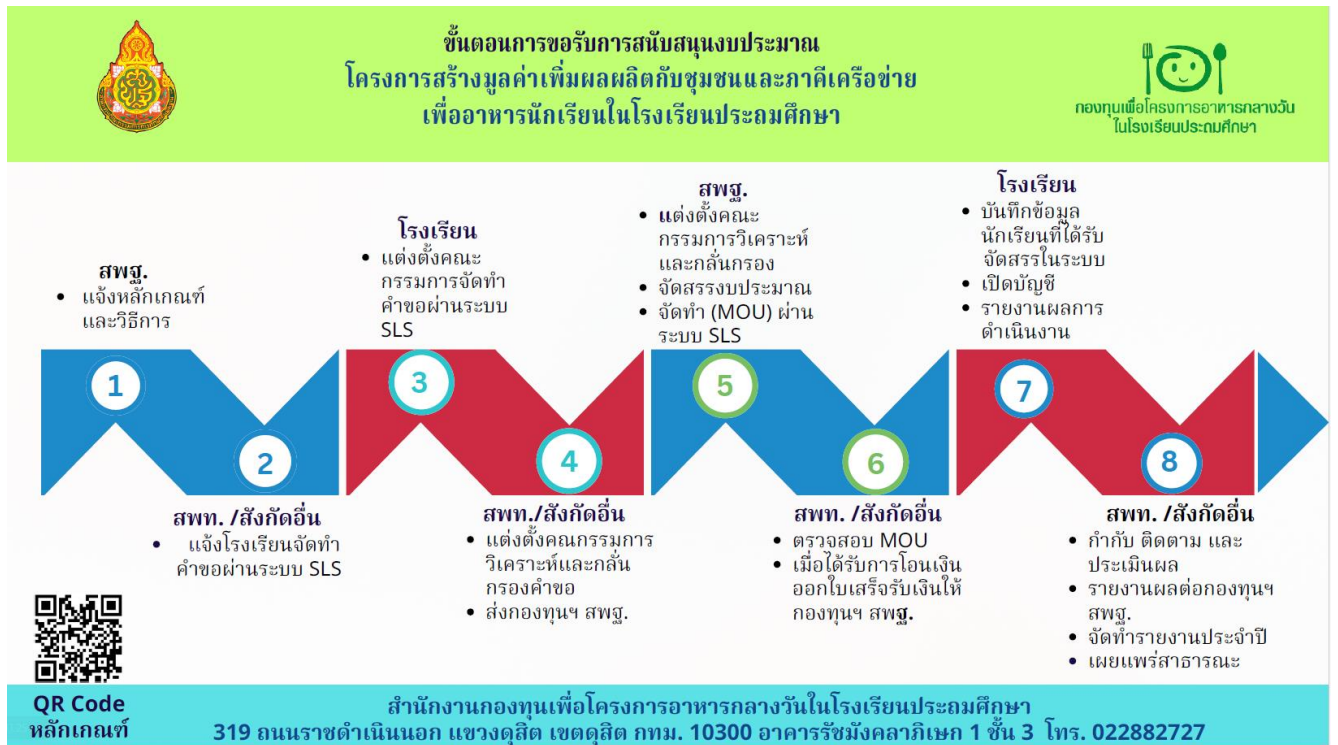 ขั้นตอนการขอรับการสนับสนุนงบประมาณ
โครงการสร้างมูลค่าเพิ่มผลผลิตกับชุมชนและภาคีเครือข่าย
เพื่ออาหารนักเรียนในโรงเรียนประถมศึกษา
กองทุนเพื่อโครงการอาหารกลางวัน
ในโรงเรียนประถมศึกษา
สพฐ.
• แจ้งหลักเกณฑ์
และวิธีการ
1
สพท. /สังกัดอื่น
• แจ้งโรงเรียนจัดทำ
คำขอผ่านระบบ SLS
2
โรงเรียน
• แต่งตั้งคณะ
กรรมการจัดทำ
คำขอผ่านระบบ
SLS
3
สพท./สังกัดอื่น
• แต่งตั้งคณกรรมการ
วิเคราะห์และกลั่น
กรองคำขอ
• ส่งกองทุนฯ สพฐ.
4
สพฐ.
• แต่งตั้งคณะ
กรรมการวิเคราะห์
และกลั่นกรอง
• จัดสรรงบประมาณ
• จัดทำ (MOU) ผ่าน
ระบบ SLS
5
สพท. /สังกัดอื่น
• ตรวจสอบ MOU
• เมื่อได้รับการโอนเงิน
ออกใบเสร็จรับเงินให้
กองทุนฯ สพฐ.
6
โรงเรียน
• บันทึกข้อมูล
นักเรียนที่ได้รับ
จัดสรรในระบบ
• เปิดบัญชี
• รายงานผลการ
ดำเนินงาน
7
สพท. /สังกัดอื่น
• กำกับ ติดตาม และ
ประเมินผล
• รายงานผลต่อกองทุนฯ
สพฐ.
• จัดทำรายงานประจำปี
• เผยแพร่สาธารณะ
8
QR Code
หลักเกณฑ์
สำนักงานกองทุนเพื่อโครงการอาหารกลางวันในโรงเรียนประถมศึกษา
319 ถนนราชดำเนินนอก แขวงดุสิต เขตดุสิต กทม. 10300 อาคารรัชมังคลาภิเษก 1 ชั้น 3 โทร. 022882727